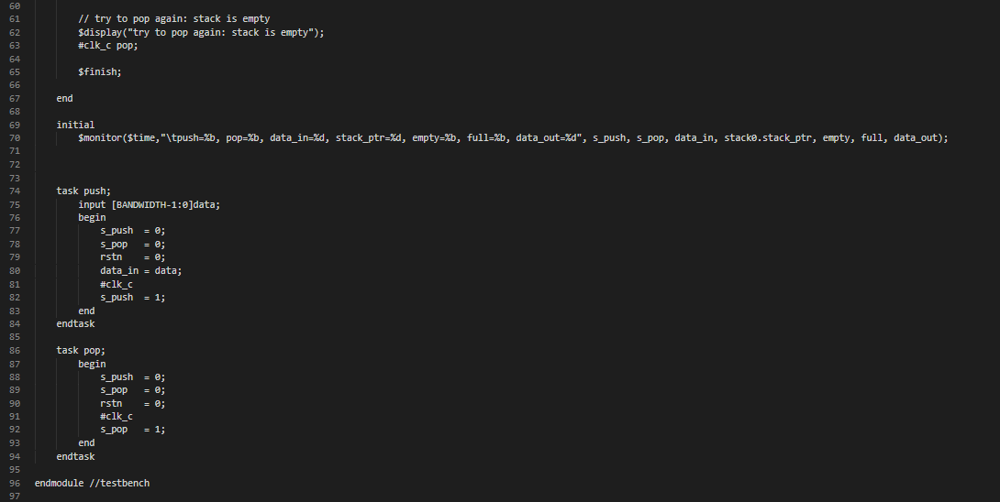 60
61 // try to pop again: stack is empty
62 $display("try to pop again: stack is empty");
63 #clk_c pop;
64
65 $finish;
66
67 end
68
69 initial
70 $monitor($time,"\tpush=%b, pop=%b, data_in=%d, stack_ptr=%d, empty=%b, full=%b, data_out=%d", s_push, s_pop, data_in, stack0.stack_ptr, empty, full, data_out);
71
72
73
74 task push;
75 input [BANDWIDTH-1:0]data;
76 begin
77 s_push  = 0;
78 s_pop   = 0;
79 rstn    = 0;
80 data_in = data;
81 #clk_c
82 s_push  = 1;
83 end
84 endtask
85
86 task pop;
87 begin
88 s_push  = 0;
89 s_pop   = 0;
90 rstn    = 0;
91 #clk_c
92 s_pop   = 1;
93 end
94 endtask
95
96 endmodule //testbench
97